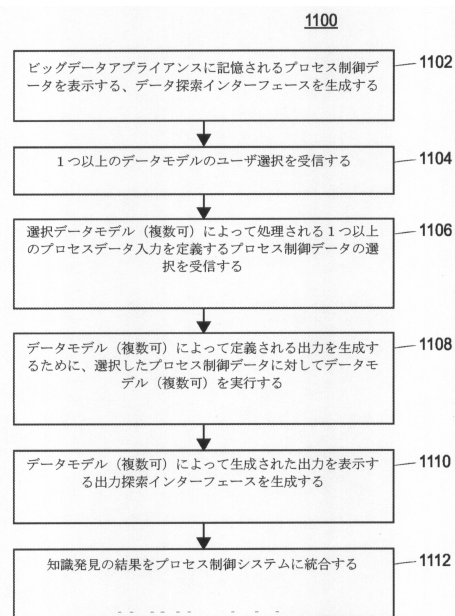 1100
ビッグデータアプライアンスに記憶されるプロセス制御デ
ータを表示する、データ探索インターフェースを生成する
1102
1つ以上のデータモデルのユーザ選択を受信する
1104
選択データモデル（複数可）によって処理される１つ以上
のプロセスデータ入力を定義するプロセス制御データの選
択を受信する
1106
データモデル（複数可）によって定義される出力を生成す
るために、選択したプロセス制御データに対してデータモ
デル（複数可）を実行する
1108
データモデル（複数可）によって生成された出力を表示す
る出力探索インターフェースを生成する
1110
知識発見の結果をプロセス制御システムに統合する
1112